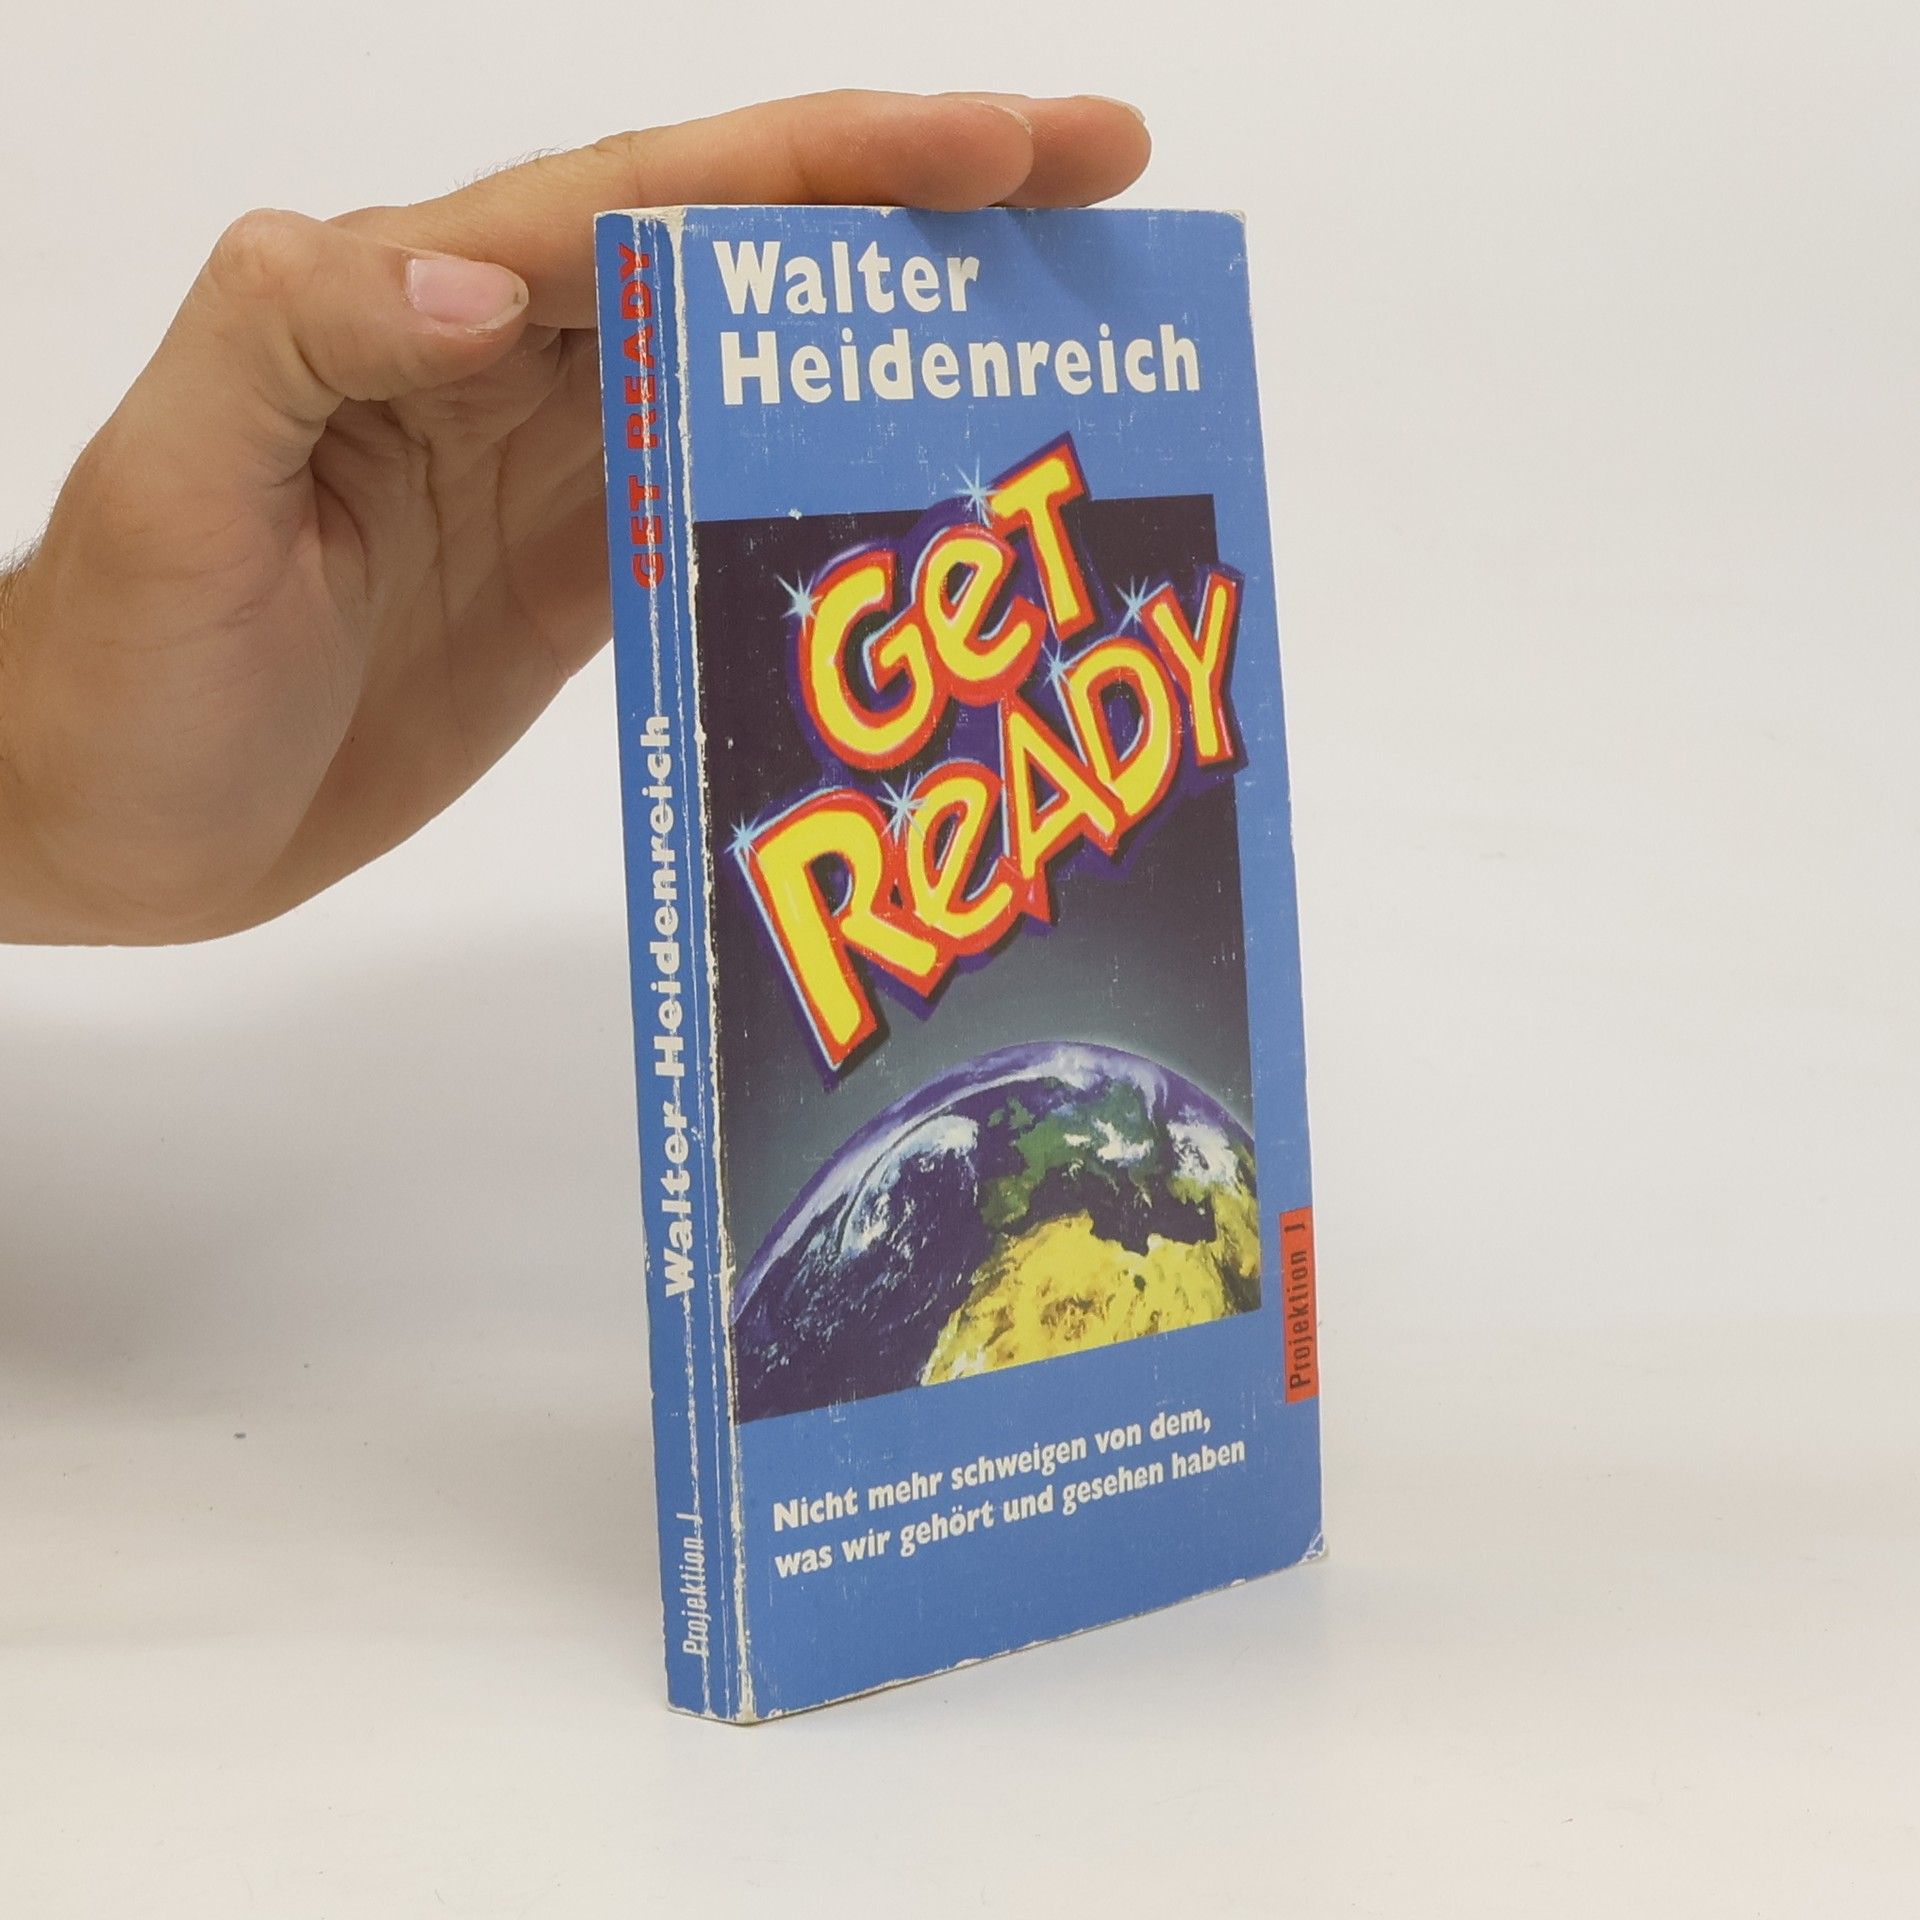 Walter
Heidenreich
GeT
ReADY
Nicht mehr schweigen von dem,
was wir gehört und gesehen haben
Projektion J
GET READY
Walter Heidenreich
Projektion J